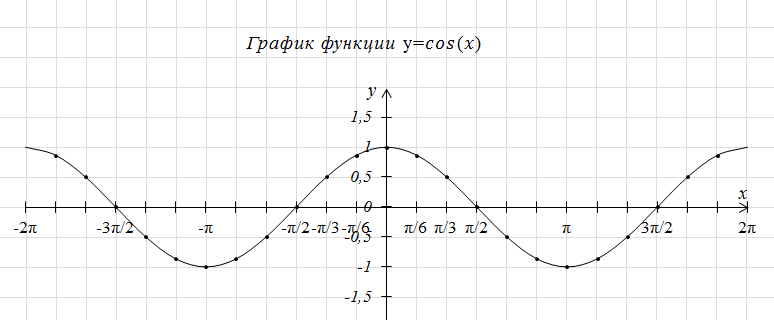 График функции y=cos(x)
y
1,5
1
0,5
0
x
-2π -3π/2 -π -π/2 -π/3 -π/6 π/6 π/3 π/2 π 3π/2 2π
-0,5
-1
-1,5